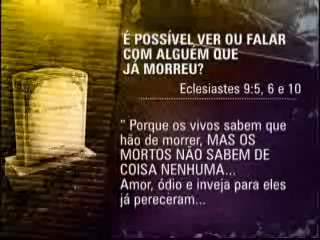 É POSSÍVEL VER OU FALAR
COM ALGUÉM QUE
JÁ MORREU?
Eclesiastes 9:5, 6 e 10
" Porque os vivos sabem que
hão de morrer, MAS OS
MORTOS NÃO SABEM DE
COISA NENHUMA...
Amor, ódio e inveja para eles
já pereceram...